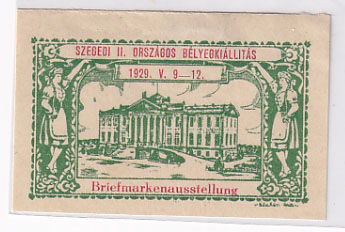 SZEGEDI II. ORSZÁGOS BÉLYEGKIÁLLITÁS
1929. V. 9—12.
Briefmarkenausstellung